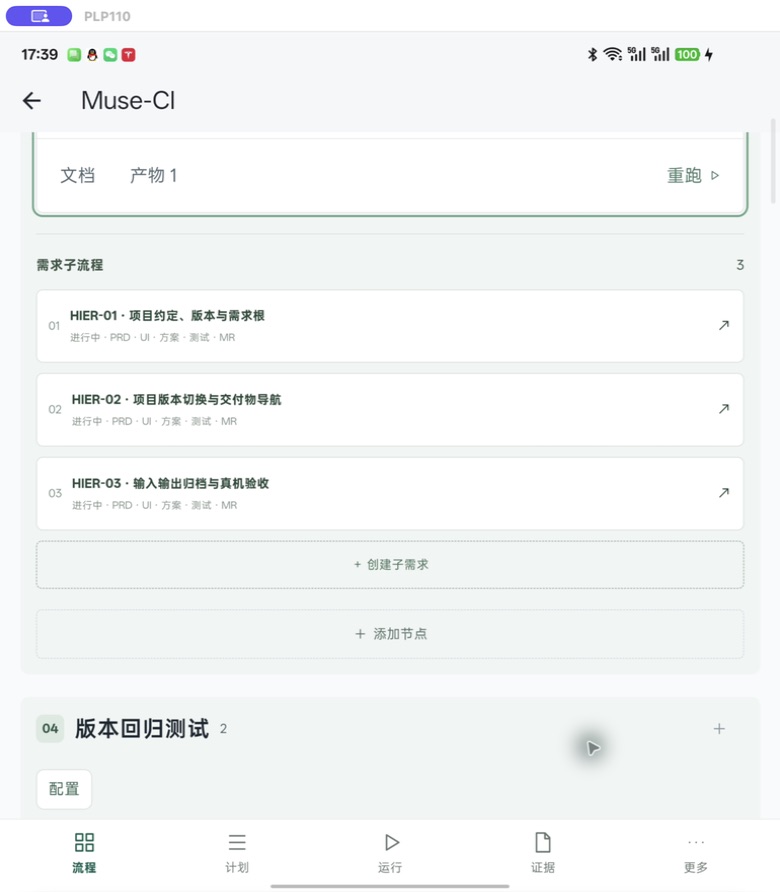 PLP110
17:39
5G 5G 100
Muse-CI
文档 产物 1 重跑
需求子流程 3
01 HIER-01 · 项目约定、版本与需求根
进行中 · PRD · UI · 方案 · 测试 · MR
02 HIER-02 · 项目版本切换与交付物导航
进行中 · PRD · UI · 方案 · 测试 · MR
03 HIER-03 · 输入输出归档与真机验收
进行中 · PRD · UI · 方案 · 测试 · MR
+ 创建子需求
+ 添加节点
04 版本回归测试 2 +
配置
流程 计划 运行 证据 更多